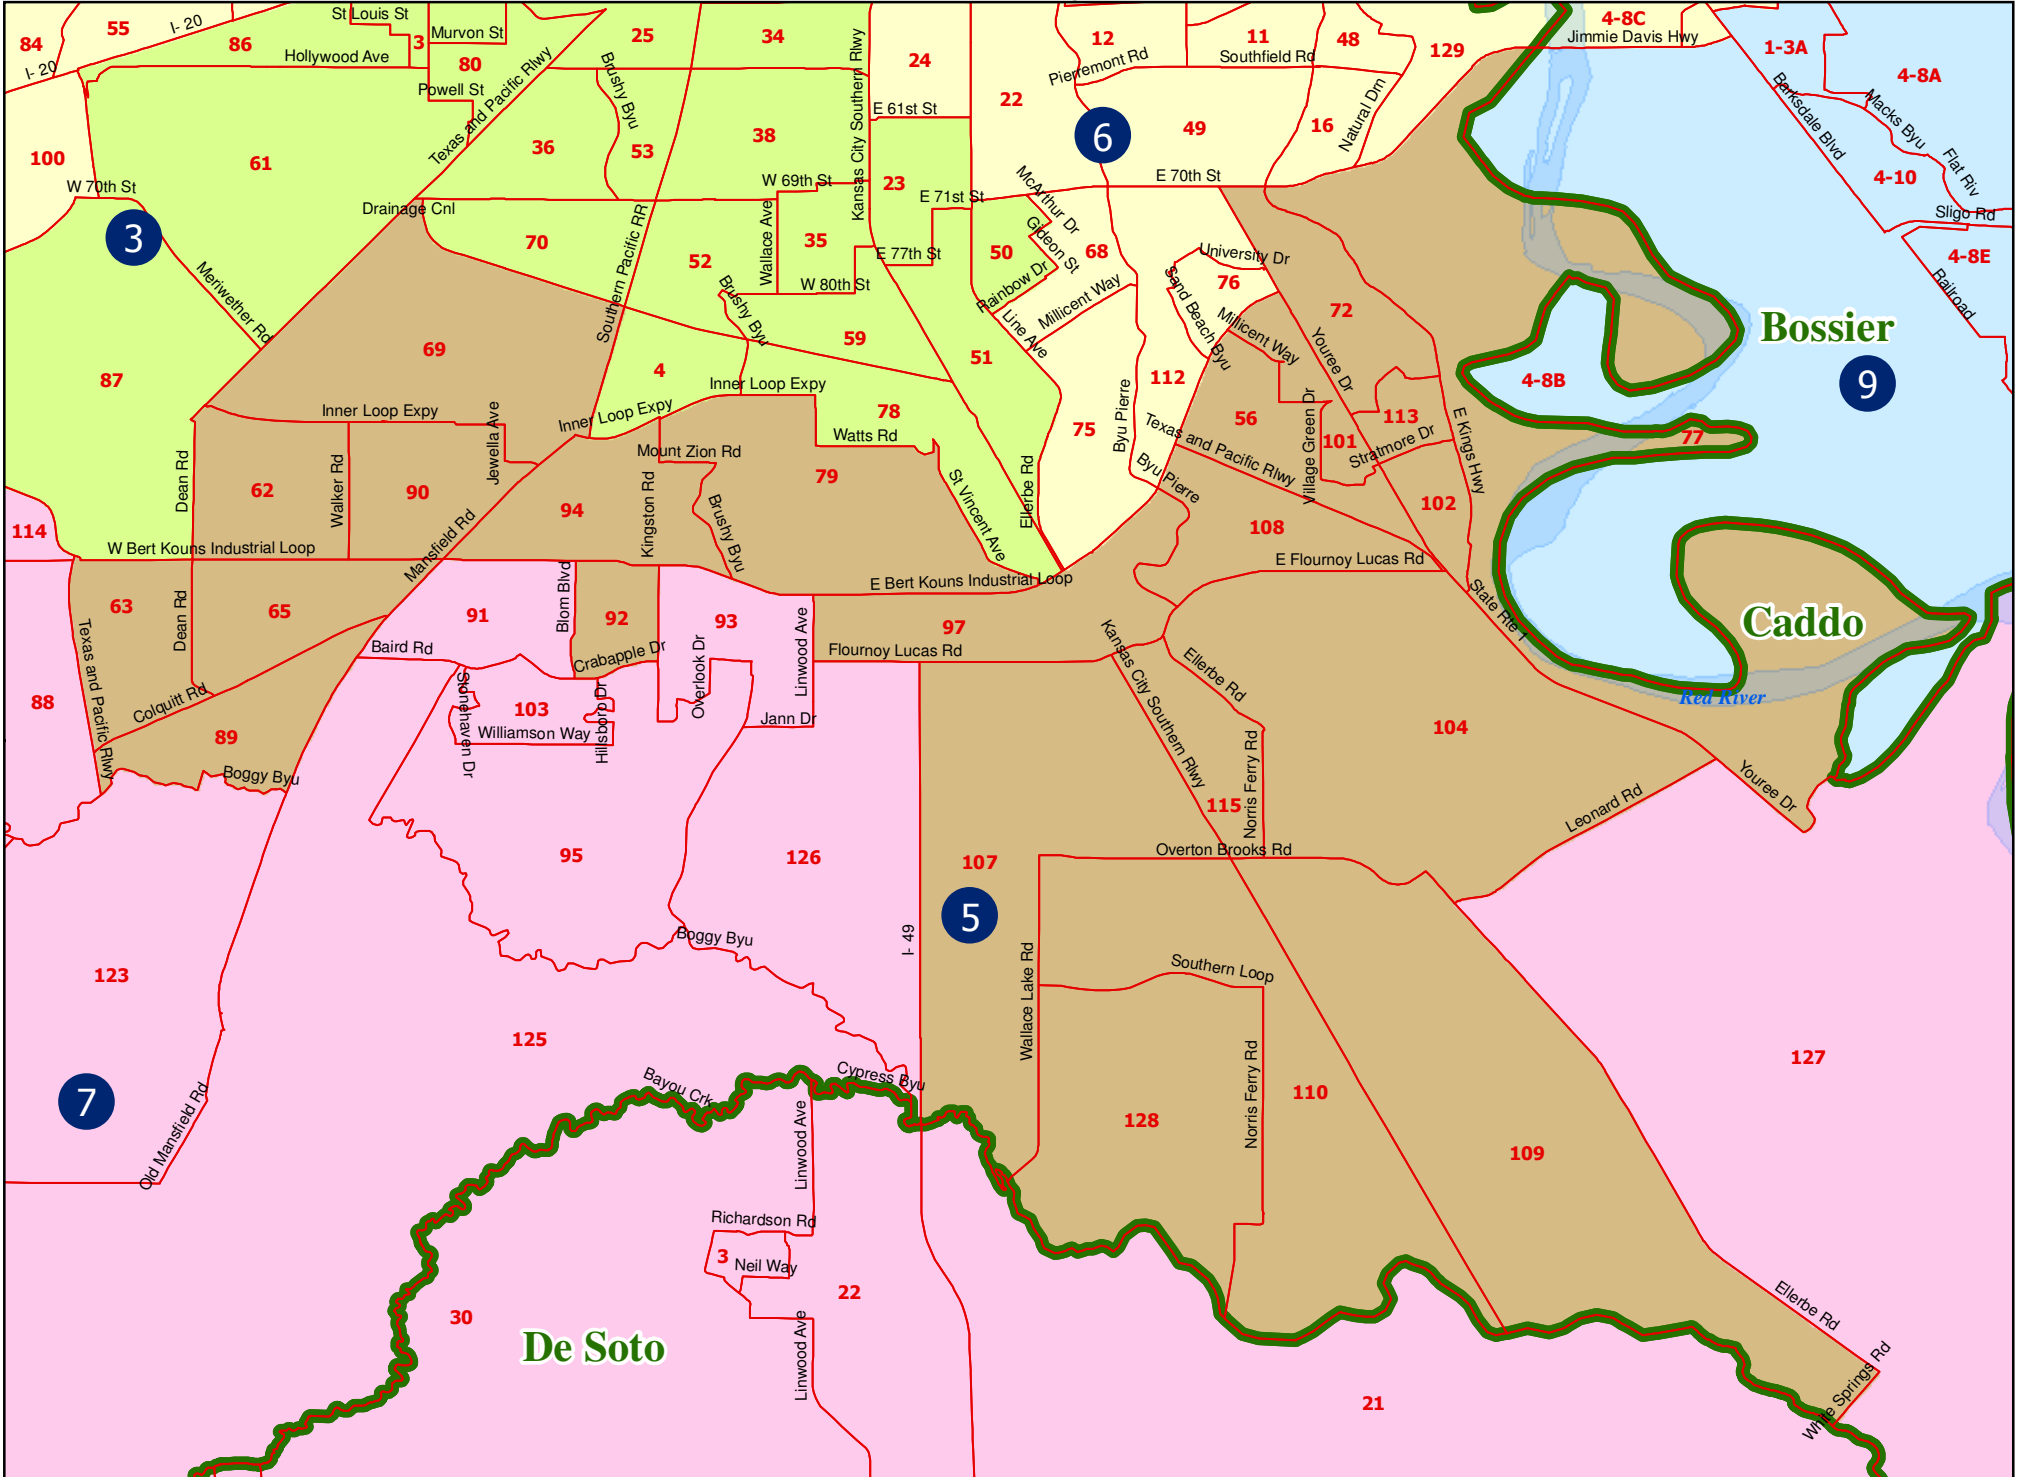 St Louis St
4-8C
55
I- 20
84
86
3
Murvon St
25
34
12
11
48
129
Jimmie Davis Hwy
1-3A
Hollywood Ave
80
24
Pierremont Rd
Southfield Rd
4-8A
I- 20
Powell St
Brushy Byu
Kansas City Southern Rlwy
22
Barksdale Blvd
Macks Byu
Texas and Pacific Rlwy
E 61st St
6
49
16
Natural Dm
100
61
36
53
38
Flat Riv
4-10
W 70th St
W 69th St
23
E 71st St
McArthur Dr
E 70th St
Drainage Cnl
Sligo Rd
3
70
Southern Pacific RR
Wallace Ave
35
E 77th St
50
Gideon St
68
University Dr
4-8E
52
W 80th St
Rainbow Dr
76
Sand Beach Byu
Railroad
Meriwether Rd
Brushy Byu
Millicent Way
Line Ave
72
Millicent Way
Bossier
69
59
51
Youree Dr
87
4
Inner Loop Expy
112
4-8B
9
Inner Loop Expy
Jewella Ave
Inner Loop Expy
78
Watts Rd
75
Byu Pierre
56
Village Green Dr
113
101
Stratmore Dr
E Kings Hwy
77
Texas and Pacific Rlwy
Dean Rd
Walker Rd
Mount Zion Rd
79
Byu Pierre
62
90
94
Kingston Rd
Brushy Byu
St Vincent Ave
Ellerbe Rd
102
114
Mansfield Rd
108
W Bert Kouns Industrial Loop
E Bert Kouns Industrial Loop
E Flournoy Lucas Rd
63
Dean Rd
65
91
Blom Blvd
92
93
Linwood Ave
97
State Rte 1
Caddo
Texas and Pacific Rlwy
Baird Rd
Crabapple Dr
Overlook Dr
Flournoy Lucas Rd
Kansas City Southern Rlwy
Ellerbe Rd
88
Colquitt Rd
Stonehaven Dr
103
Hillsboro Dr
Red River
89
Williamson Way
Jann Dr
104
Boggy Byu
115
Norris Ferry Rd
Youree Dr
Leonard Rd
95
126
107
Overton Brooks Rd
5
Boggy Byu
I- 49
Wallace Lake Rd
Southern Loop
123
125
127
7
Bayou Crk
Cypress Byu
Norris Ferry Rd
110
Old Mansfield Rd
Linwood Ave
128
109
Richardson Rd
3
Neil Way
22
30
De Soto
Linwood Ave
Ellerbe Rd
White Springs Rd
21